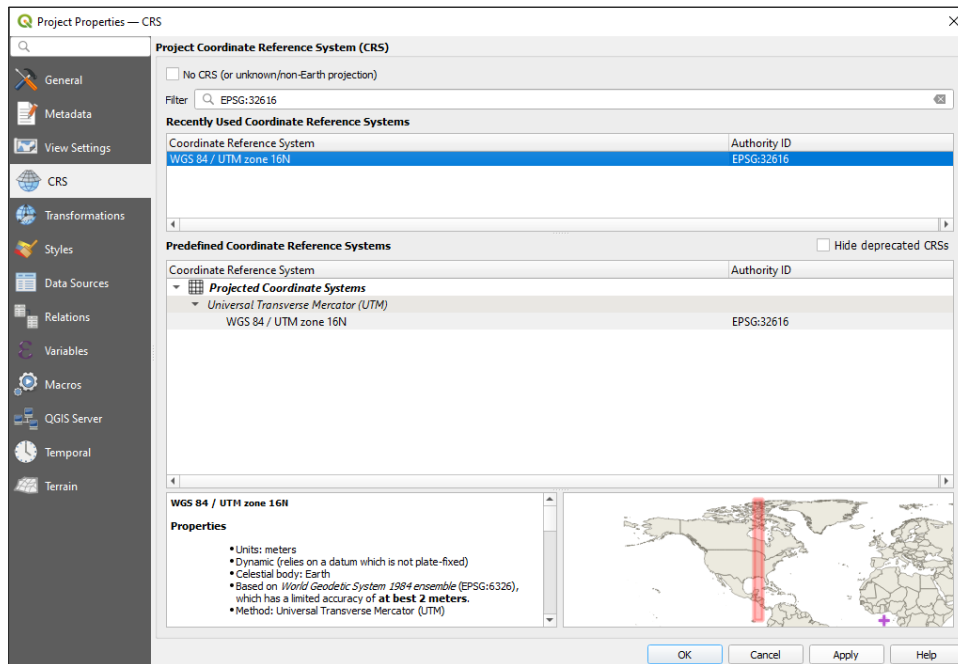 Project Properties — CRS
Project Coordinate Reference System (CRS)
General
Metadata
View Settings
CRS
Transformations
Styles
Data Sources
Relations
Variables
Macros
QGIS Server
Temporal
Terrain
No CRS (or unknown/non-Earth projection)
Filter EPSG:32616
Recently Used Coordinate Reference Systems
Coordinate Reference System Authority ID
WGS 84 / UTM zone 16N EPSG:32616
Predefined Coordinate Reference Systems Hide deprecated CRSs
Coordinate Reference System Authority ID
Projected Coordinate Systems
Universal Transverse Mercator (UTM)
WGS 84 / UTM zone 16N EPSG:32616
WGS 84 / UTM zone 16N
Properties
• Units: meters
• Dynamic (relies on a datum which is not plate-fixed)
• Celestial body: Earth
• Based on World Geodetic System 1984 ensemble (EPSG:6326),
which has a limited accuracy of at best 2 meters.
• Method: Universal Transverse Mercator (UTM)
OK Cancel Apply Help